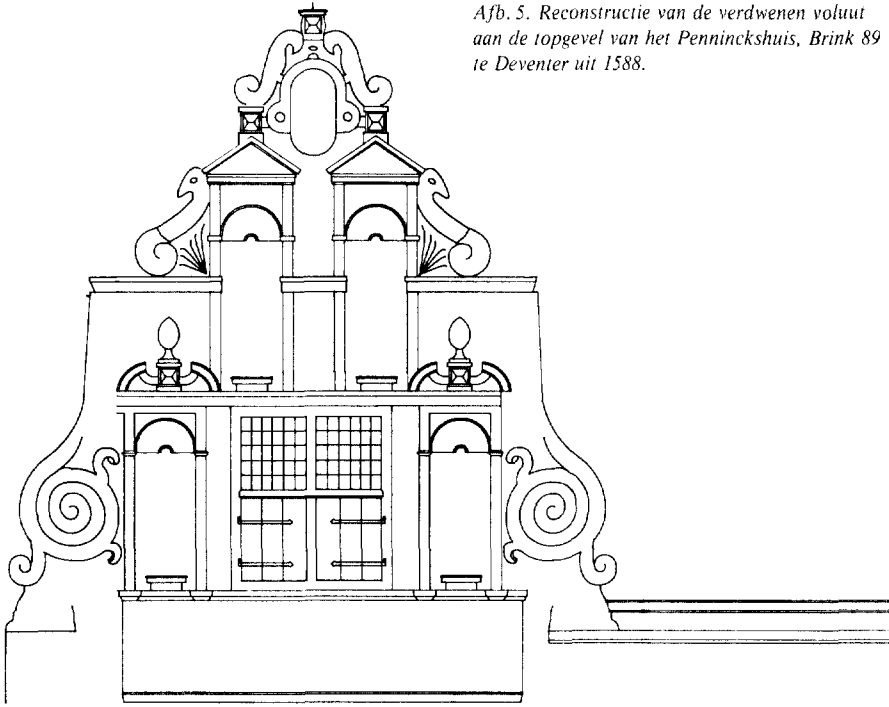 Afb. 5. Reconstructie van de verdwenen voluut
aan de topgevel van het Penninckshuis, Brink 89
te Deventer uit 1588.